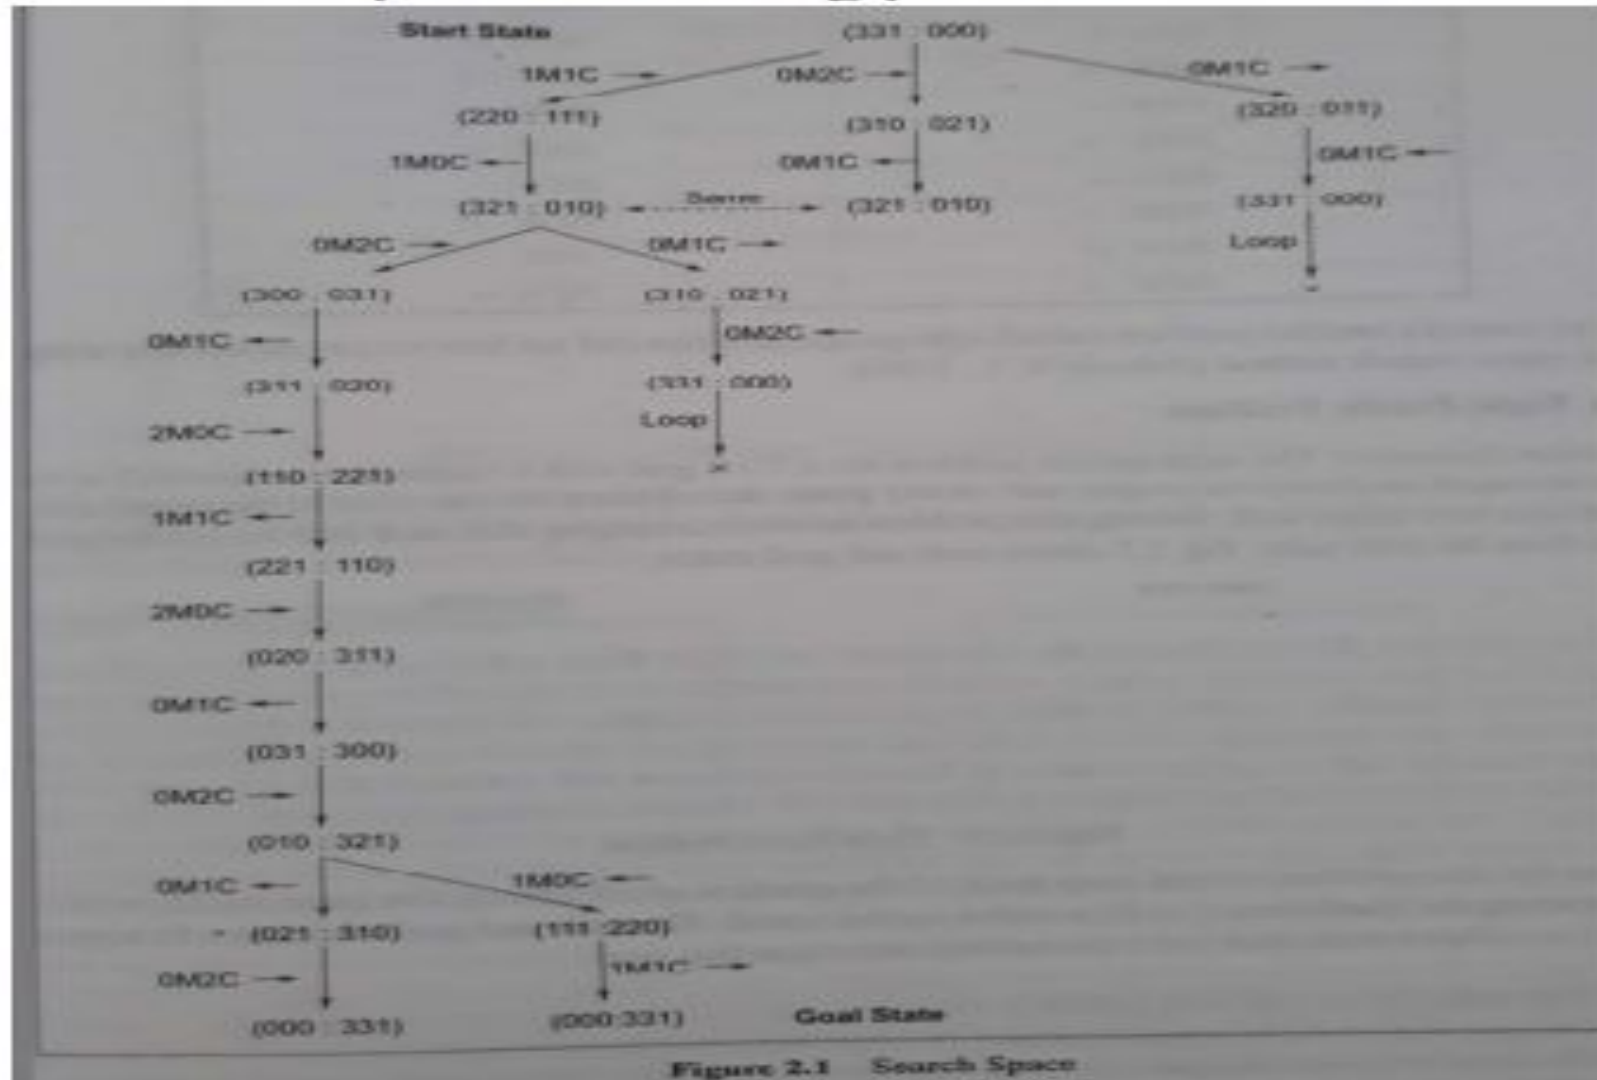 Start State (331 : 000)
1M1C → 0M2C → 0M1C →
(220 : 111) (310 : 021) (320 : 011)
1M0C ← 0M1C ← 0M1C ←
(321 : 010) Same (321 : 010) (331 : 000)
0M2C → 0M1C → Loop
(300 : 031) (310 : 021)
0M1C ← 0M2C ←
(311 : 020) (331 : 000)
2M0C → Loop
(110 : 221) ×
1M1C ←
(221 : 110)
2M0C →
(020 : 311)
0M1C ←
(031 : 300)
0M2C →
(010 : 321)
0M1C ← 1M0C ←
(021 : 310) (111 :220)
0M2C → 1M1C →
(000 : 331) (000:331) Goal State
Figure 2.1 Search Space